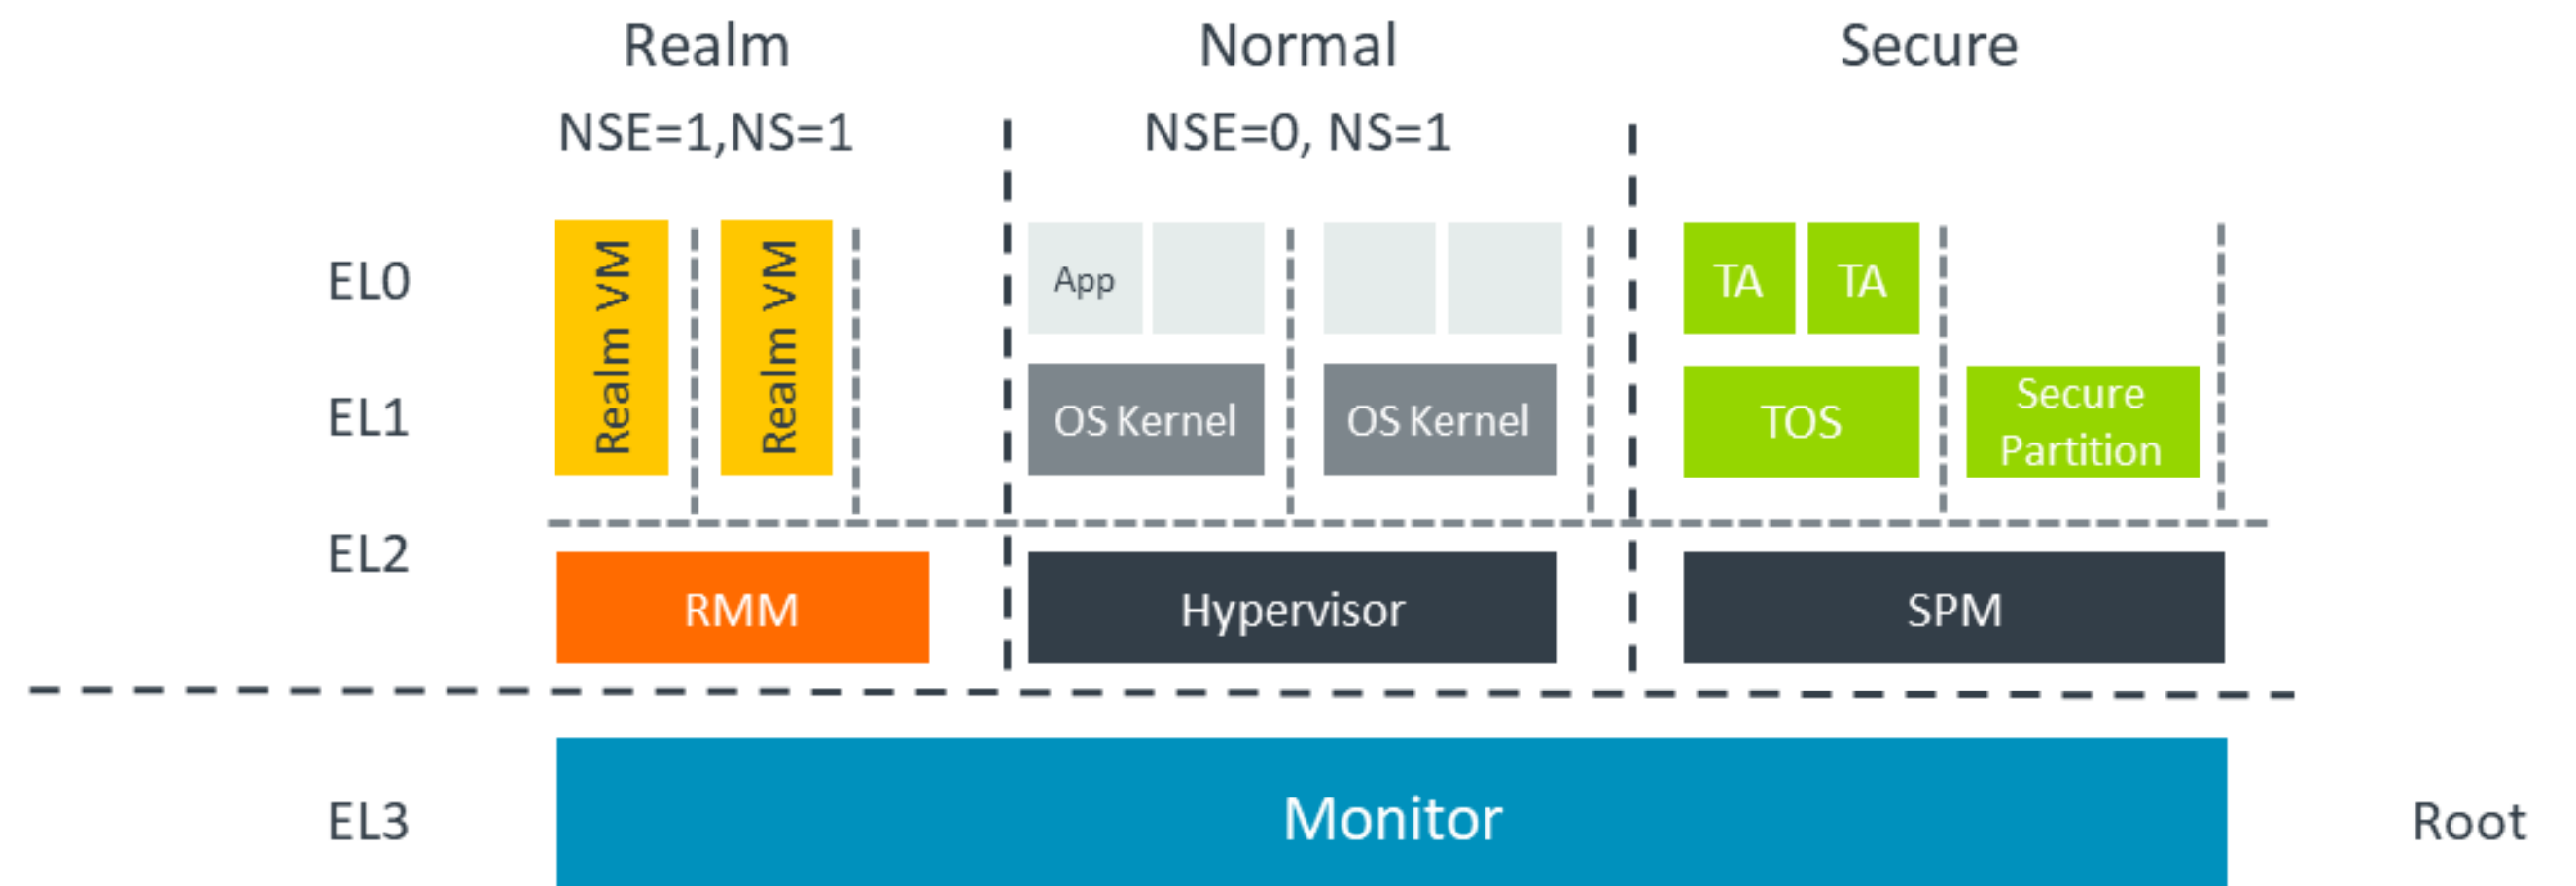 Realm
Normal
Secure
NSE=1,NS=1
NSE=0, NS=1
EL0
Realm VM
Realm VM
App
TA
TA
EL1
OS Kernel
OS Kernel
TOS
Secure
Partition
EL2
RMM
Hypervisor
SPM
EL3
Monitor
Root